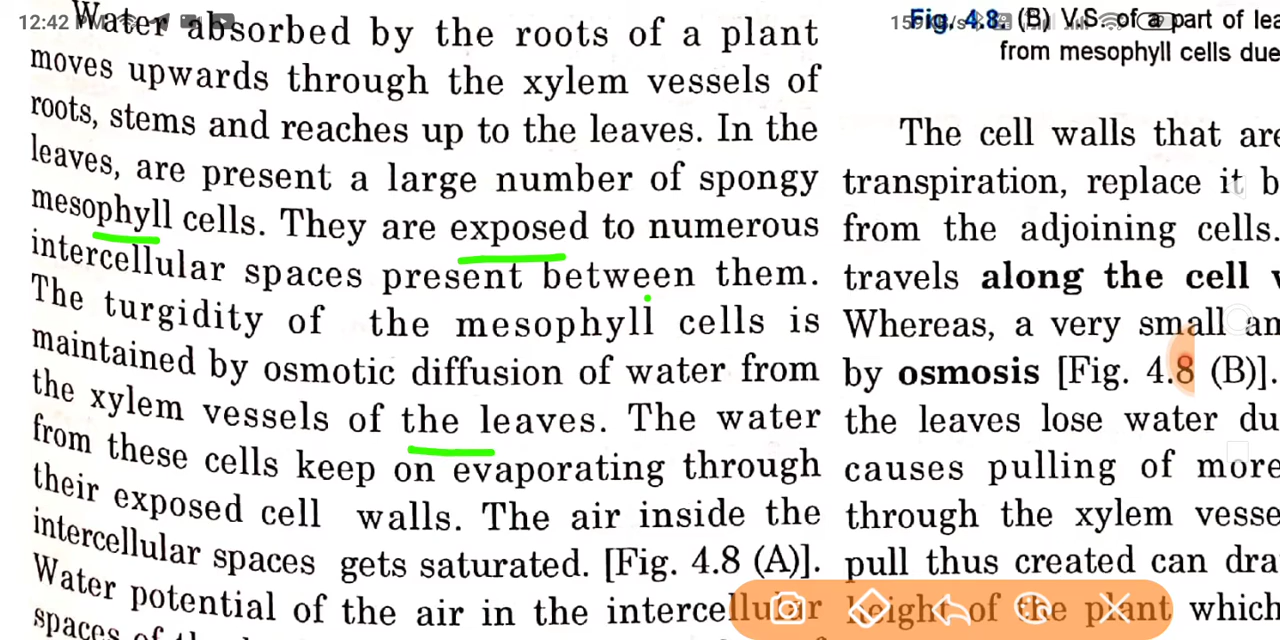 12:42 PM
Water absorbed by the roots of a plant
moves upwards through the xylem vessels of
roots, stems and reaches up to the leaves. In the
leaves, are present a large number of spongy
mesophyll cells. They are exposed to numerous
intercellular spaces present between them.
The turgidity of the mesophyll cells is
maintained by osmotic diffusion of water from
the xylem vessels of the leaves. The water
from these cells keep on evaporating through
their exposed cell walls. The air inside the
intercellular spaces gets saturated. [Fig. 4.8 (A)].
Water potential of the air in the intercellular
spaces of
Fig. 4.8. (B) V.S. of a part of lea
from mesophyll cells due
The cell walls that are
transpiration, replace it b
from the adjoining cells.
travels along the cell
Whereas, a very small an
by osmosis [Fig. 4.8 (B)].
the leaves lose water du
causes pulling of more
through the xylem vesse
pull thus created can dra
height of the plant which